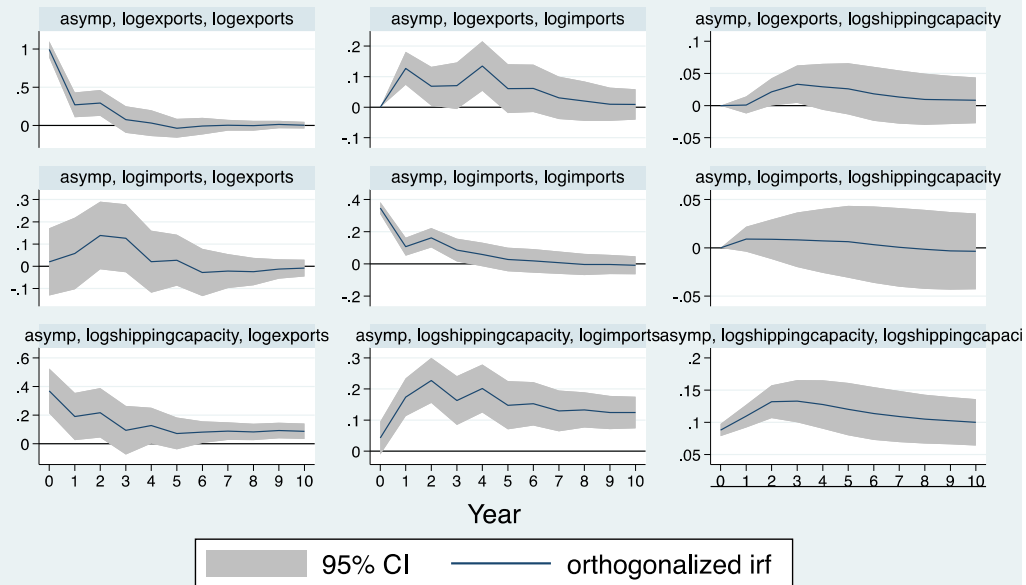 asymp, logexports, logexports
asymp, logexports, logimports
asymp, logexports, logshippingcapacity
1
.5
0
.2
.1
0
-.1
.1
.05
0
-.05
asymp, logimports, logexports
asymp, logimports, logimports
asymp, logimports, logshippingcapacity
.3
.2
.1
0
-.1
.4
.2
0
-.2
.05
0
-.05
asymp, logshippingcapacity, logexports
asymp, logshippingcapacity, logimports
asymp, logshippingcapacity, logshippingcapaci
.6
.4
.2
0
.3
.2
.1
0
.2
.15
.1
.05
0 1 2 3 4 5 6 7 8 9 10
0 1 2 3 4 5 6 7 8 9 10
0 1 2 3 4 5 6 7 8 9 10
Year
95% CI
orthogonalized irf